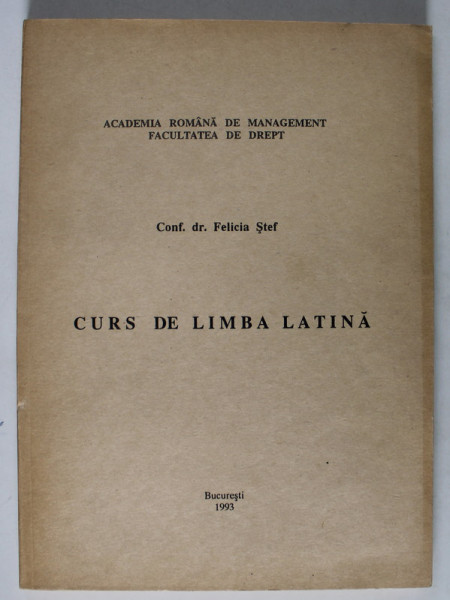 ACADEMIA ROMÂNĂ DE MANAGEMENT
FACULTATEA DE DREPT
Conf. dr. Felicia Ştef
CURS DE LIMBA LATINĂ
Bucureşti
1993